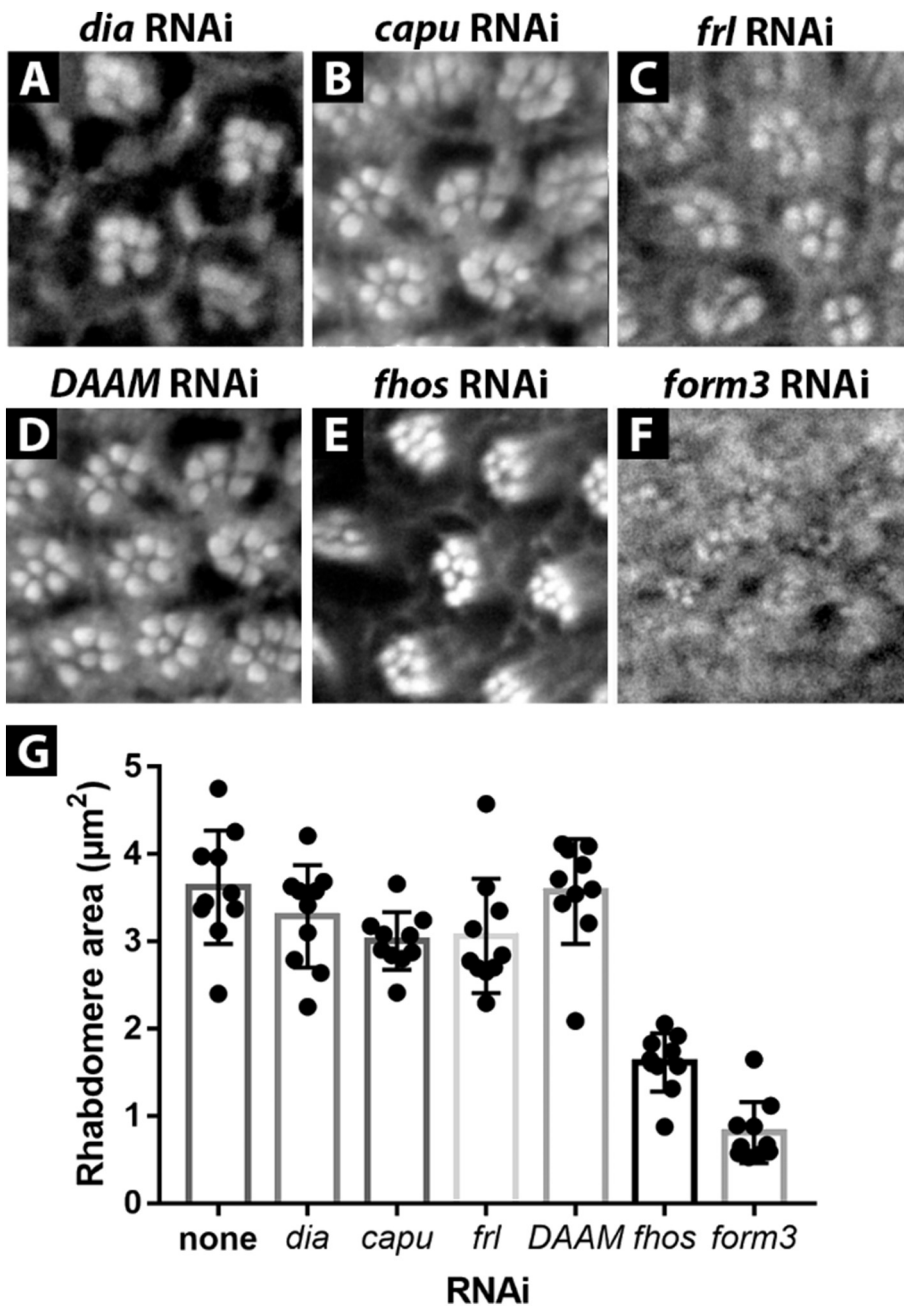 dia RNAi capu RNAi frl RNAi
A B C
DAAM RNAi fhos RNAi form3 RNAi
D E F
G
Rhabdomere area (μm²)
5
4
3
2
1
0
none dia capu frl DAAM fhos form3
RNAi